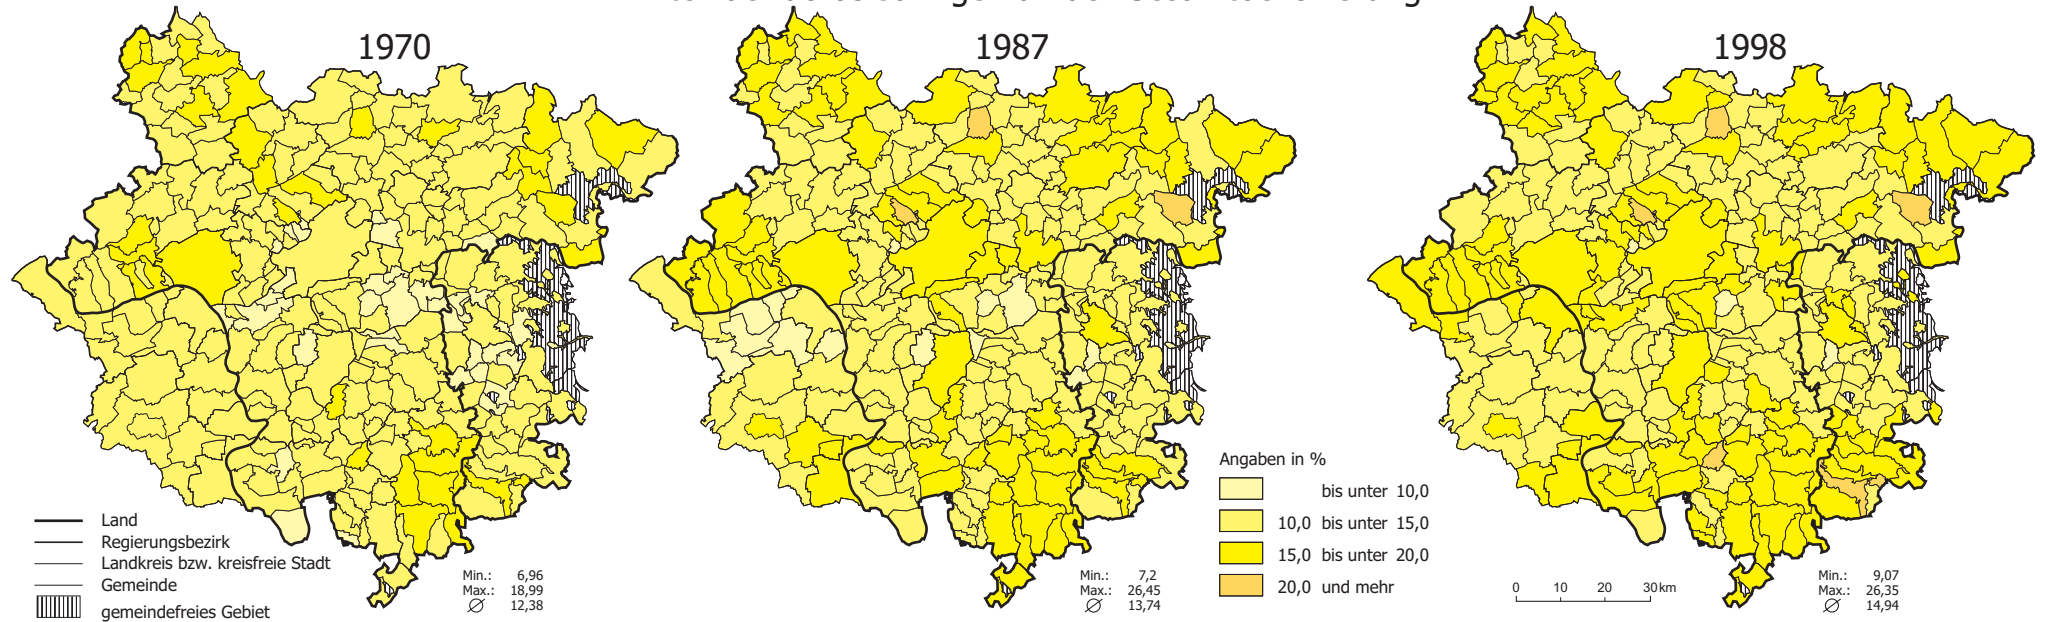 1970
1987
1998
Land
Regierungsbezirk
Landkreis bzw. kreisfreie Stadt
Gemeinde
gemeindefreies Gebiet
Min.: 6,96
Max.: 18,99
Ø 12,38
Min.: 7,2
Max.: 26,45
Ø 13,74
Angaben in %
bis unter 10,0
10,0 bis unter 15,0
15,0 bis unter 20,0
20,0 und mehr
0 10 20 30 km
Min.: 9,07
Max.: 26,35
Ø 14,94